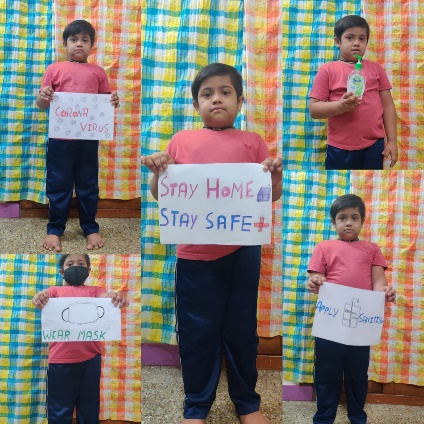 CORONA
VIRUS
STAY HOME
STAY SAFE
WEAR MASK
APPLY